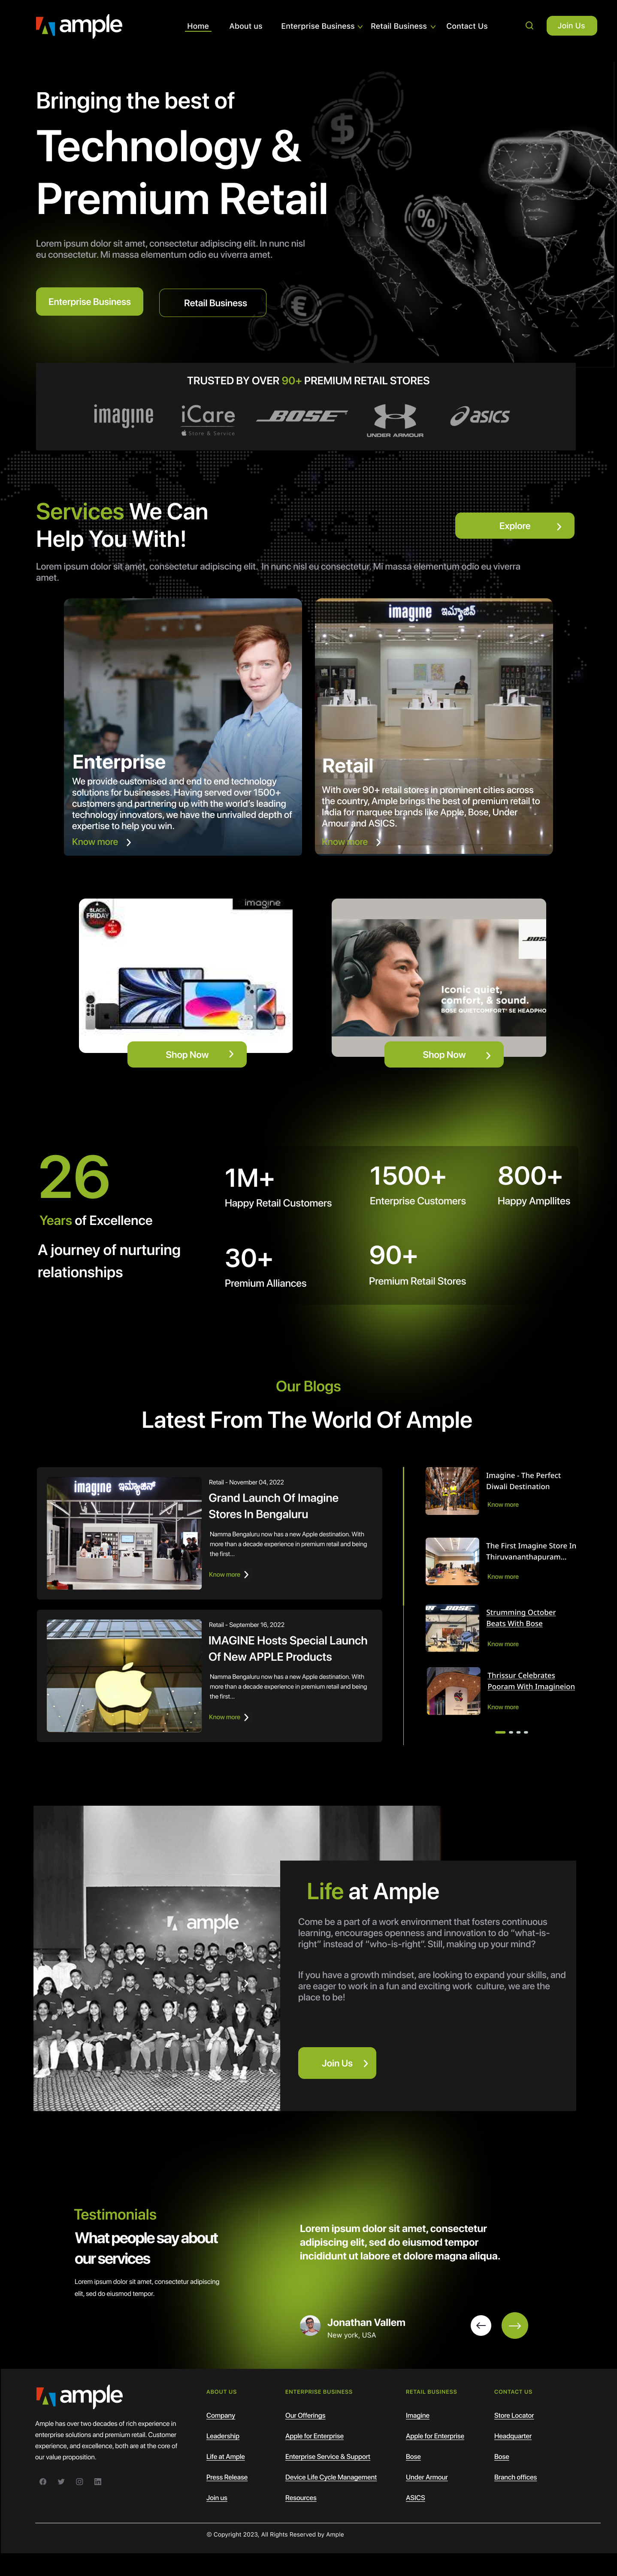 ample
Home
About us
Enterprise Business
Retail Business
Contact Us
Join Us
Bringing the best of
Technology &
Premium Retail
Lorem ipsum dolor sit amet, consectetur adipiscing elit. In nunc nisl
eu consectetur. Mi massa elementum odio eu viverra amet.
Enterprise Business
Retail Business
TRUSTED BY OVER 90+ PREMIUM RETAIL STORES
imagine
iCare
Store & Service
BOSE
UNDER ARMOUR
asics
Services We Can
Help You With!
Explore
Lorem ipsum dolor sit amet, consectetur adipiscing elit. In nunc nisl eu consectetur. Mi massa elementum odio eu viverra
amet.
Enterprise
We provide customised and end to end technology
solutions for businesses. Having served over 1500+
customers and partnering up with the world's leading
technology innovators, we have the unrivalled depth of
expertise to help you win.
Know more
imagine ಇಮ್ಯಾಜಿನ್
Retail
With over 90+ retail stores in prominent cities across
the country, Ample brings the best of premium retail to
India for marquee brands like Apple, Bose, Under
Amour and ASICS.
Know more
BLACK
FRIDAY
imagine
Shop Now
BOSE
Iconic quiet,
comfort, & sound.
BOSE QUIETCOMFORT® SE HEADPHO
Shop Now
26
Years of Excellence
A journey of nurturing
relationships
1M+
Happy Retail Customers
1500+
Enterprise Customers
800+
Happy Ampllites
30+
Premium Alliances
90+
Premium Retail Stores
Our Blogs
Latest From The World Of Ample
imagine ಇಮ್ಯಾಜಿನ್
Retail - November 04, 2022
Grand Launch Of Imagine
Stores In Bengaluru
Namma Bengaluru now has a new Apple destination. With
more than a decade experience in premium retail and being
the first...
Know more
Retail - September 16, 2022
IMAGINE Hosts Special Launch
Of New APPLE Products
Namma Bengaluru now has a new Apple destination. With
more than a decade experience in premium retail and being
the first...
Know more
Imagine - The Perfect
Diwali Destination
Know more
The First Imagine Store In
Thiruvananthapuram...
Know more
BOSE
Strumming October
Beats With Bose
Know more
Thrissur Celebrates
Pooram With Imagineion
Know more
ample
Life at Ample
Come be a part of a work environment that fosters continuous
learning, encourages openness and innovation to do "what-is-
right" instead of "who-is-right". Still, making up your mind?
If you have a growth mindset, are looking to expand your skills, and
are eager to work in a fun and exciting work culture, we are the
place to be!
Join Us
Testimonials
What people say about
our services
Lorem ipsum dolor sit amet, consectetur adipiscing
elit, sed do eiusmod tempor.
Lorem ipsum dolor sit amet, consectetur
adipiscing elit, sed do eiusmod tempor
incididunt ut labore et dolore magna aliqua.
Jonathan Vallem
New york, USA
ample
Ample has over two decades of rich experience in
enterprise solutions and premium retail. Customer
experience, and excellence, both are at the core of
our value proposition.
ABOUT US
Company
Leadership
Life at Ample
Press Release
Join us
ENTERPRISE BUSINESS
Our Offerings
Apple for Enterprise
Enterprise Service & Support
Device Life Cycle Management
Resources
RETAIL BUSINESS
Imagine
Apple for Enterprise
Bose
Under Armour
ASICS
CONTACT US
Store Locator
Headquarter
Bose
Branch offices
© Copyright 2023, All Rights Reserved by Ample